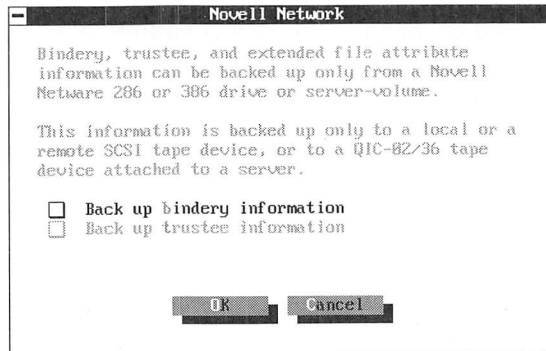 Novell Network
Bindery, trustee, and extended file attribute
information can be backed up only from a Novell
Netware 286 or 386 drive or server-volume.
This information is backed up only to a local or a
remote SCSI tape device, or to a QIC-02/36 tape
device attached to a server.
Back up bindery information
Back up trustee information
OK
Cancel